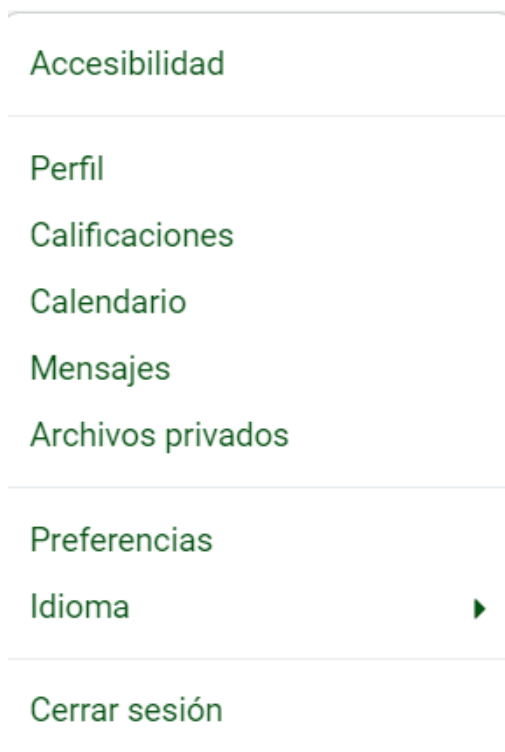 Accesibilidad
Perfil
Calificaciones
Calendario
Mensajes
Archivos privados
Preferencias
Idioma
Cerrar sesión